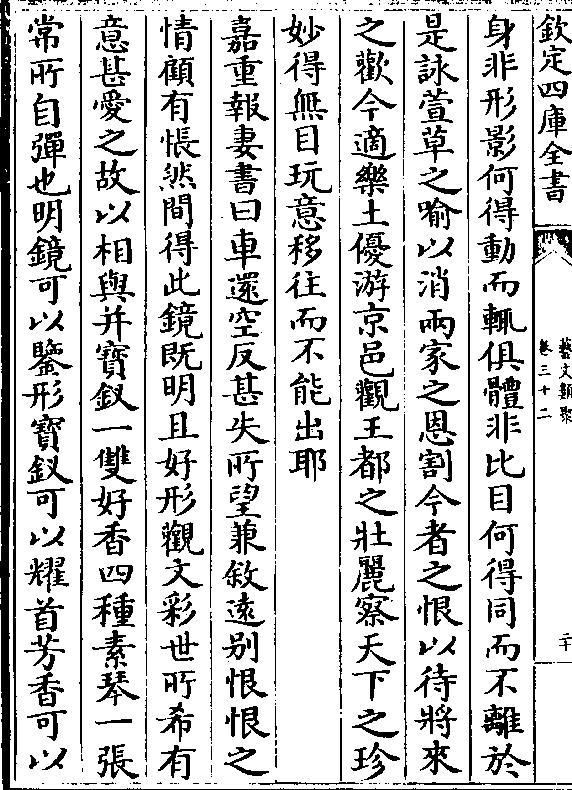 欽定四庫全書
藝文類聚
卷三十二
二十
身非形影何得動而輒俱體非比目何得同而不離於
是詠萱草之喻以消兩家之恩割今者之恨以待將來
之歡今適樂土優游京邑觀王都之壯麗察天下之珍
妙得無目玩意移往而不能出耶
嘉重報妻書曰車還空反甚失所望兼敘遠别恨恨之
情顧有悵然間得此鏡既明且好形觀文彩世所希有
意甚愛之故以相與并寶釵一雙好香四種素琴一張
常所自彈也明鏡可以鑒形寶釵可以耀首芳香可以